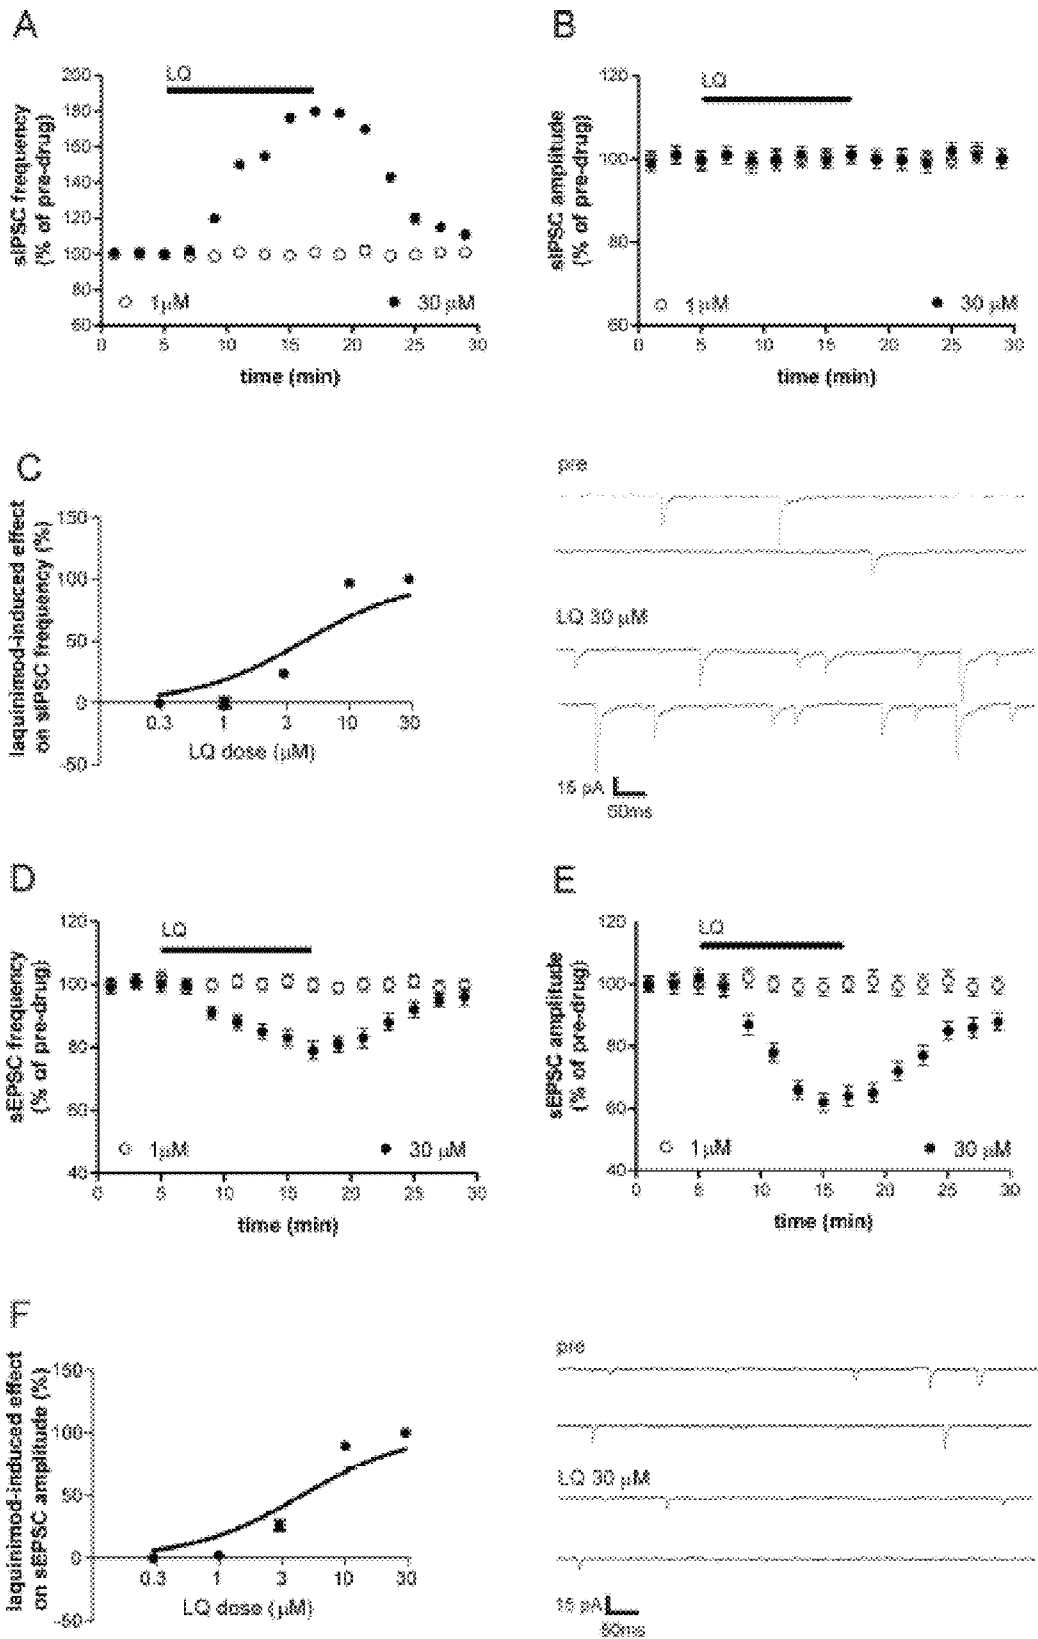 A
sIPSC frequency
(% of pre-drug)
200
180
160
140
120
100
80
60
LQ
1μM
30 μM
0 5 10 15 20 25 30
time (min)
B
sIPSC amplitude
(% of pre-drug)
120
100
80
60
LQ
1μM
30 μM
0 5 10 15 20 25 30
time (min)
C
laquinimod-induced effect
on sIPSC frequency (%)
150
100
50
0
-50
0.3 1 3 10 30
LQ dose (μM)
pre
LQ 30 μM
15 pA
50ms
D
sEPSC frequency
(% of pre-drug)
120
100
80
60
40
LQ
1μM
30 μM
0 5 10 15 20 25 30
time (min)
E
sEPSC amplitude
(% of pre-drug)
120
100
80
60
40
LQ
1μM
30 μM
0 5 10 15 20 25 30
time (min)
F
laquinimod-induced effect
on sEPSC amplitude (%)
150
100
50
0
-50
0.3 1 3 10 30
LQ dose (μM)
pre
LQ 30 μM
15 pA
50ms